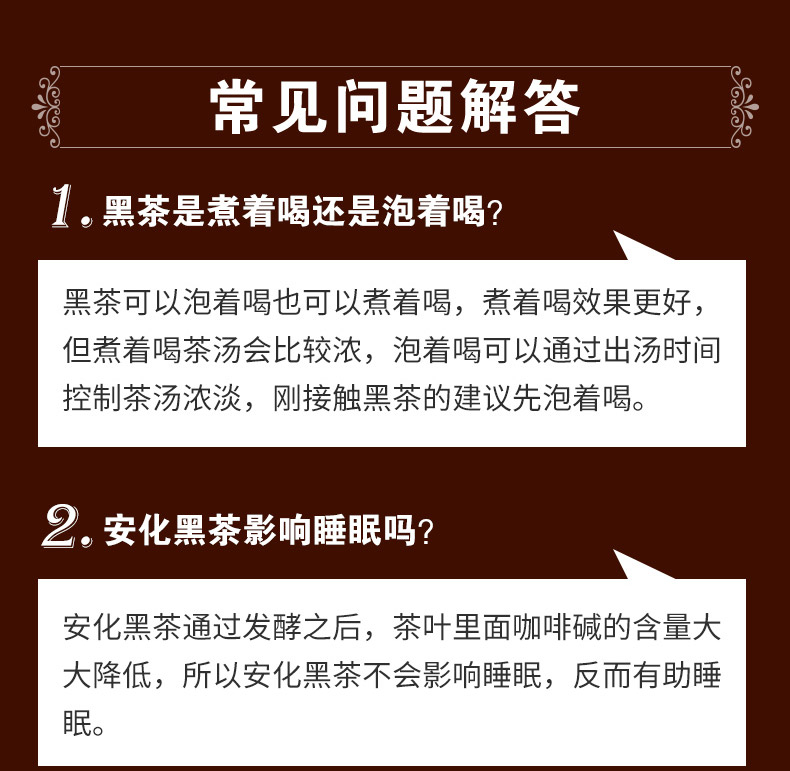 常见问题解答
1.黑茶是煮着喝还是泡着喝?
黑茶可以泡着喝也可以煮着喝，煮着喝效果更好，
但煮着喝茶汤会比较浓，泡着喝可以通过出汤时间
控制茶汤浓淡，刚接触黑茶的建议先泡着喝。
2.安化黑茶影响睡眠吗?
安化黑茶通过发酵之后，茶叶里面咖啡碱的含量大
大降低，所以安化黑茶不会影响睡眠，反而有助睡
眠。